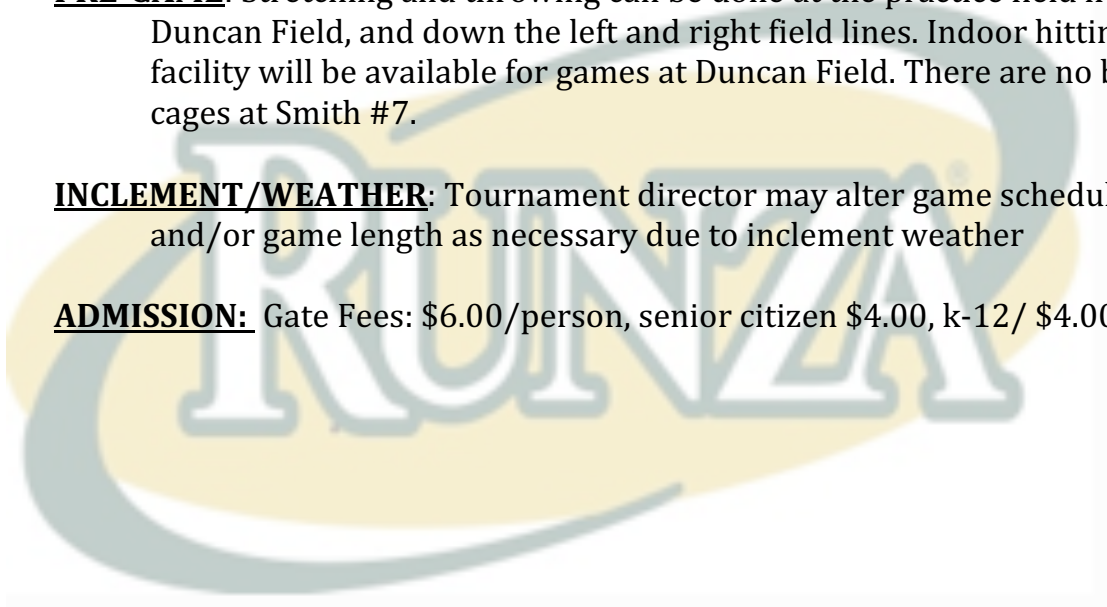 Duncan Field, and down the left and right field lines. Indoor
facility will be available for games at Duncan Field. There are no
cages at Smith #7.
INCLEMENT/WEATHER: Tournament director may alter game
and/or game length as necessary due to inclement weather
ADMISSION: Gate Fees: $6.00/person, senior citizen $4.00, k-12/ $4.00
RUNZA®